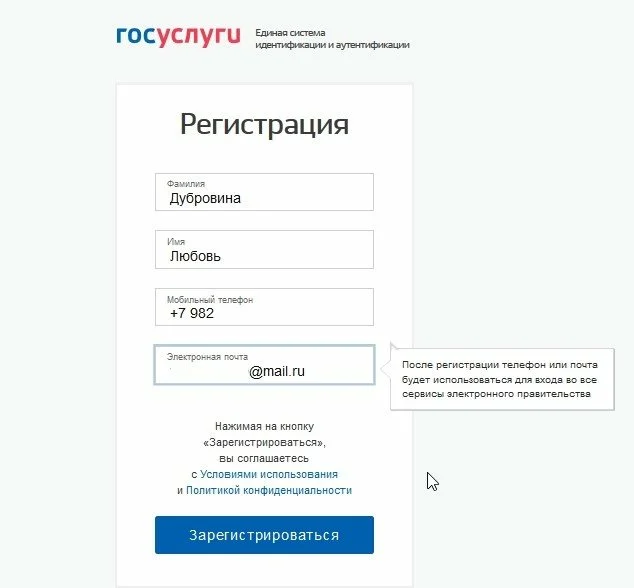 госуслуги
Единая система
идентификации и аутентификации
Регистрация
Фамилия
Дубровина
Имя
Любовь
Мобильный телефон
+7 982
Электронная почта
@mail.ru
После регистрации телефон или почта
будет использоваться для входа во все
сервисы электронного правительства
Нажимая на кнопку
«Зарегистрироваться»,
вы соглашаетесь
с Условиями использования
и Политикой конфиденциальности
Зарегистрироваться